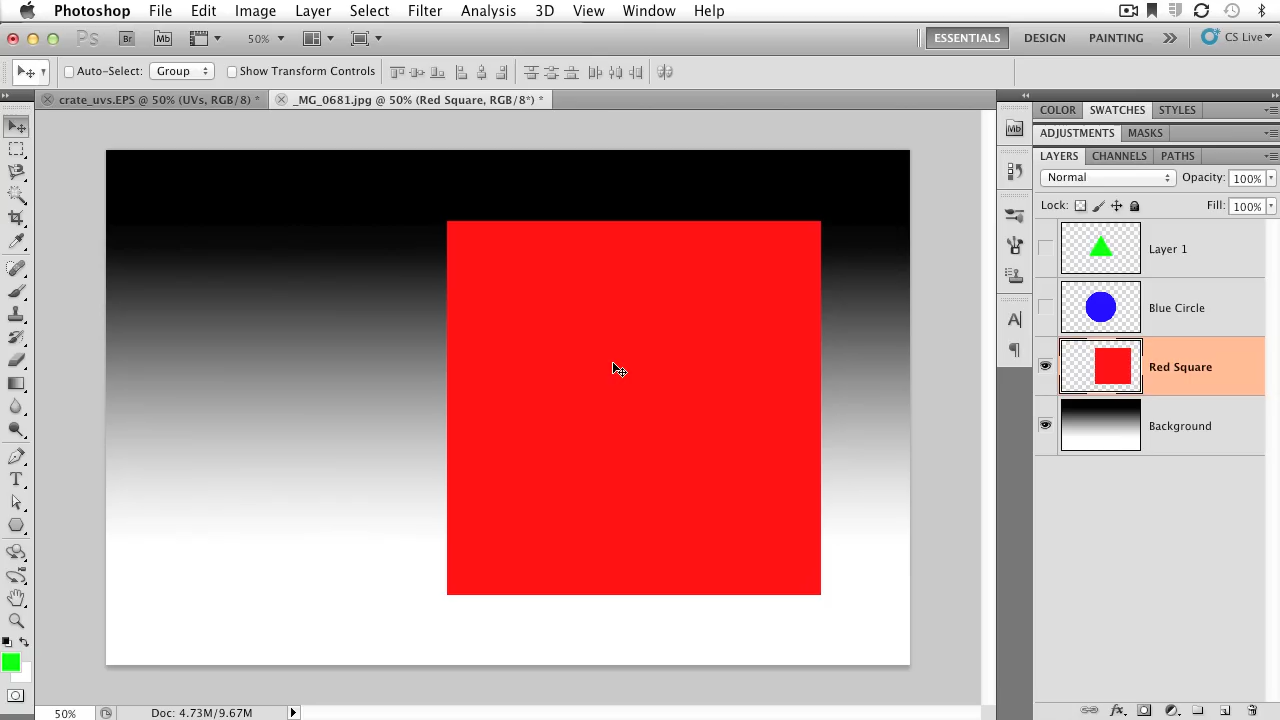 Photoshop File Edit Image Layer Select Filter Analysis 3D View Window Help
Ps Br Mb 50% ESSENTIALS DESIGN PAINTING CS Live
Auto-Select: Group Show Transform Controls
crate_uvs.EPS @ 50% (UVs, RGB/8) * _MG_0681.jpg @ 50% (Red Square, RGB/8*) *
COLOR SWATCHES STYLES
Mb
ADJUSTMENTS MASKS
LAYERS CHANNELS PATHS
Normal Opacity: 100%
Lock: Fill: 100%
Layer 1
Blue Circle
Red Square
Background
50% Doc: 4.73M/9.67M